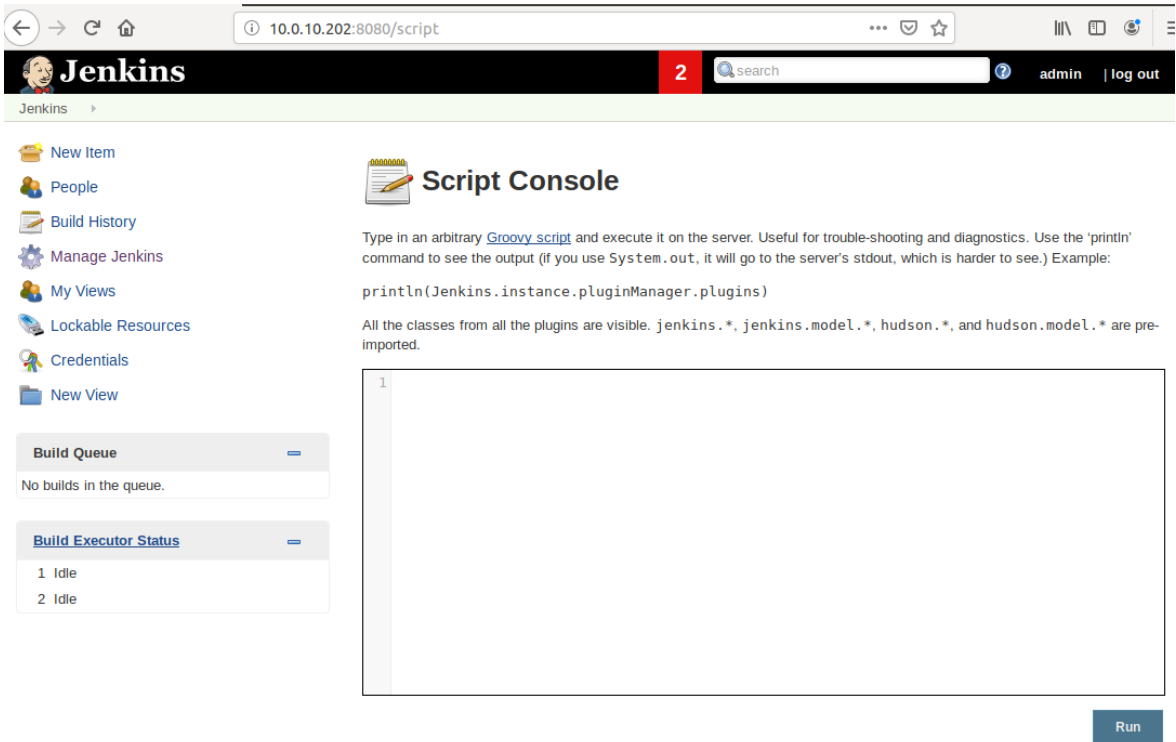 10.0.10.202:8080/script
Jenkins
2
search
admin
| log out
Jenkins
New Item
People
Build History
Manage Jenkins
My Views
Lockable Resources
Credentials
New View
Build Queue
No builds in the queue.
Build Executor Status
1 Idle
2 Idle
Script Console
Type in an arbitrary Groovy script and execute it on the server. Useful for trouble-shooting and diagnostics. Use the ‘println’
command to see the output (if you use System.out, it will go to the server’s stdout, which is harder to see.) Example:
println(Jenkins.instance.pluginManager.plugins)
All the classes from all the plugins are visible. jenkins.*, jenkins.model.*, hudson.*, and hudson.model.* are pre-
imported.
1
Run